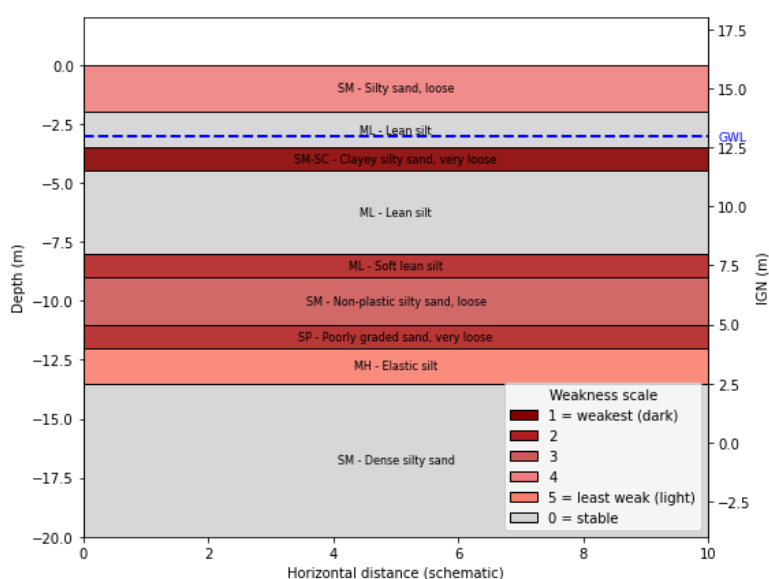 17.5
0.0
SM - Silty sand, loose
15.0
−2.5
ML - Lean silt
GWL
12.5
SM-SC - Clayey silty sand, very loose
−5.0
ML - Lean silt
10.0
−7.5
ML - Soft lean silt
7.5
Depth (m)
IGN (m)
−10.0
SM - Non-plastic silty sand, loose
SP - Poorly graded sand, very loose
5.0
−12.5
MH - Elastic silt
2.5
Weakness scale
1 = weakest (dark)
2
3
4
5 = least weak (light)
0 = stable
−15.0
0.0
SM - Dense silty sand
−17.5
−2.5
−20.0
0 2 4 6 8 10
Horizontal distance (schematic)